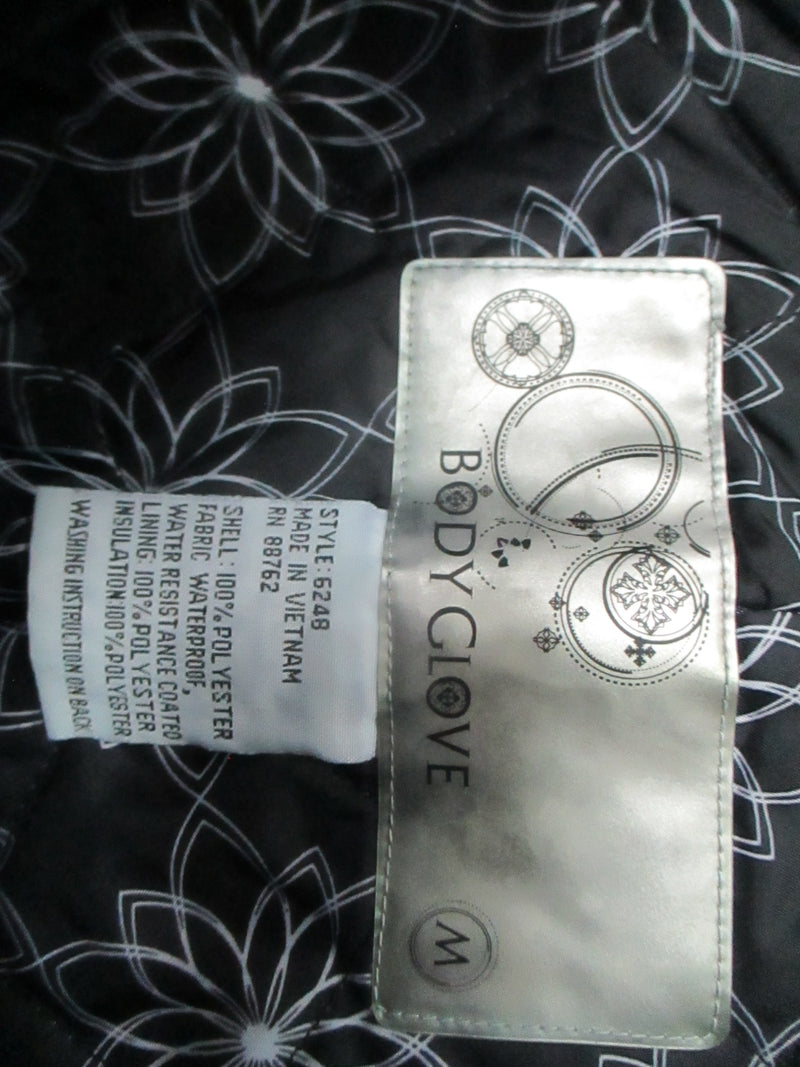 BODY GLOVE
M
STYLE: 6248
MADE IN VIETNAM
RN 88762
SHELL: 100% POLYESTER
FABRIC WATERPROOF,
WATER RESISTANCE COATED
LINING: 100% POLYESTER
INSULATION:100%POLYESTER
WASHING INSTRUCTION ON BACK